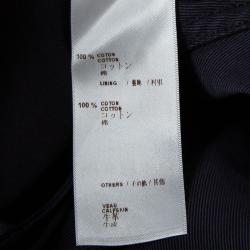 100 % COTON
COTTON
コットン
棉
LINING / 裏地 / 衬里
100 % COTON
COTTON
コットン
棉
OTHERS / その他 / 其他
VEAU
CALFSKIN
牛革
牛皮